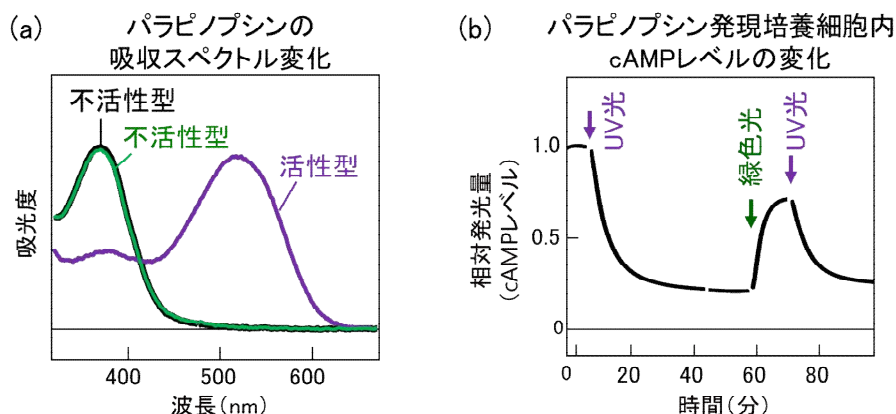 (a)
パラピノプシンの
吸収スペクトル変化
不活性型
不活性型
活性型
吸光度
400
500
600
波長(nm)
(b)
パラピノプシン発現培養細胞内
cAMPレベルの変化
UV光
緑色光
UV光
1.0
0.5
0
相対発光量
(cAMPレベル)
0
20
40
60
80
時間(分)